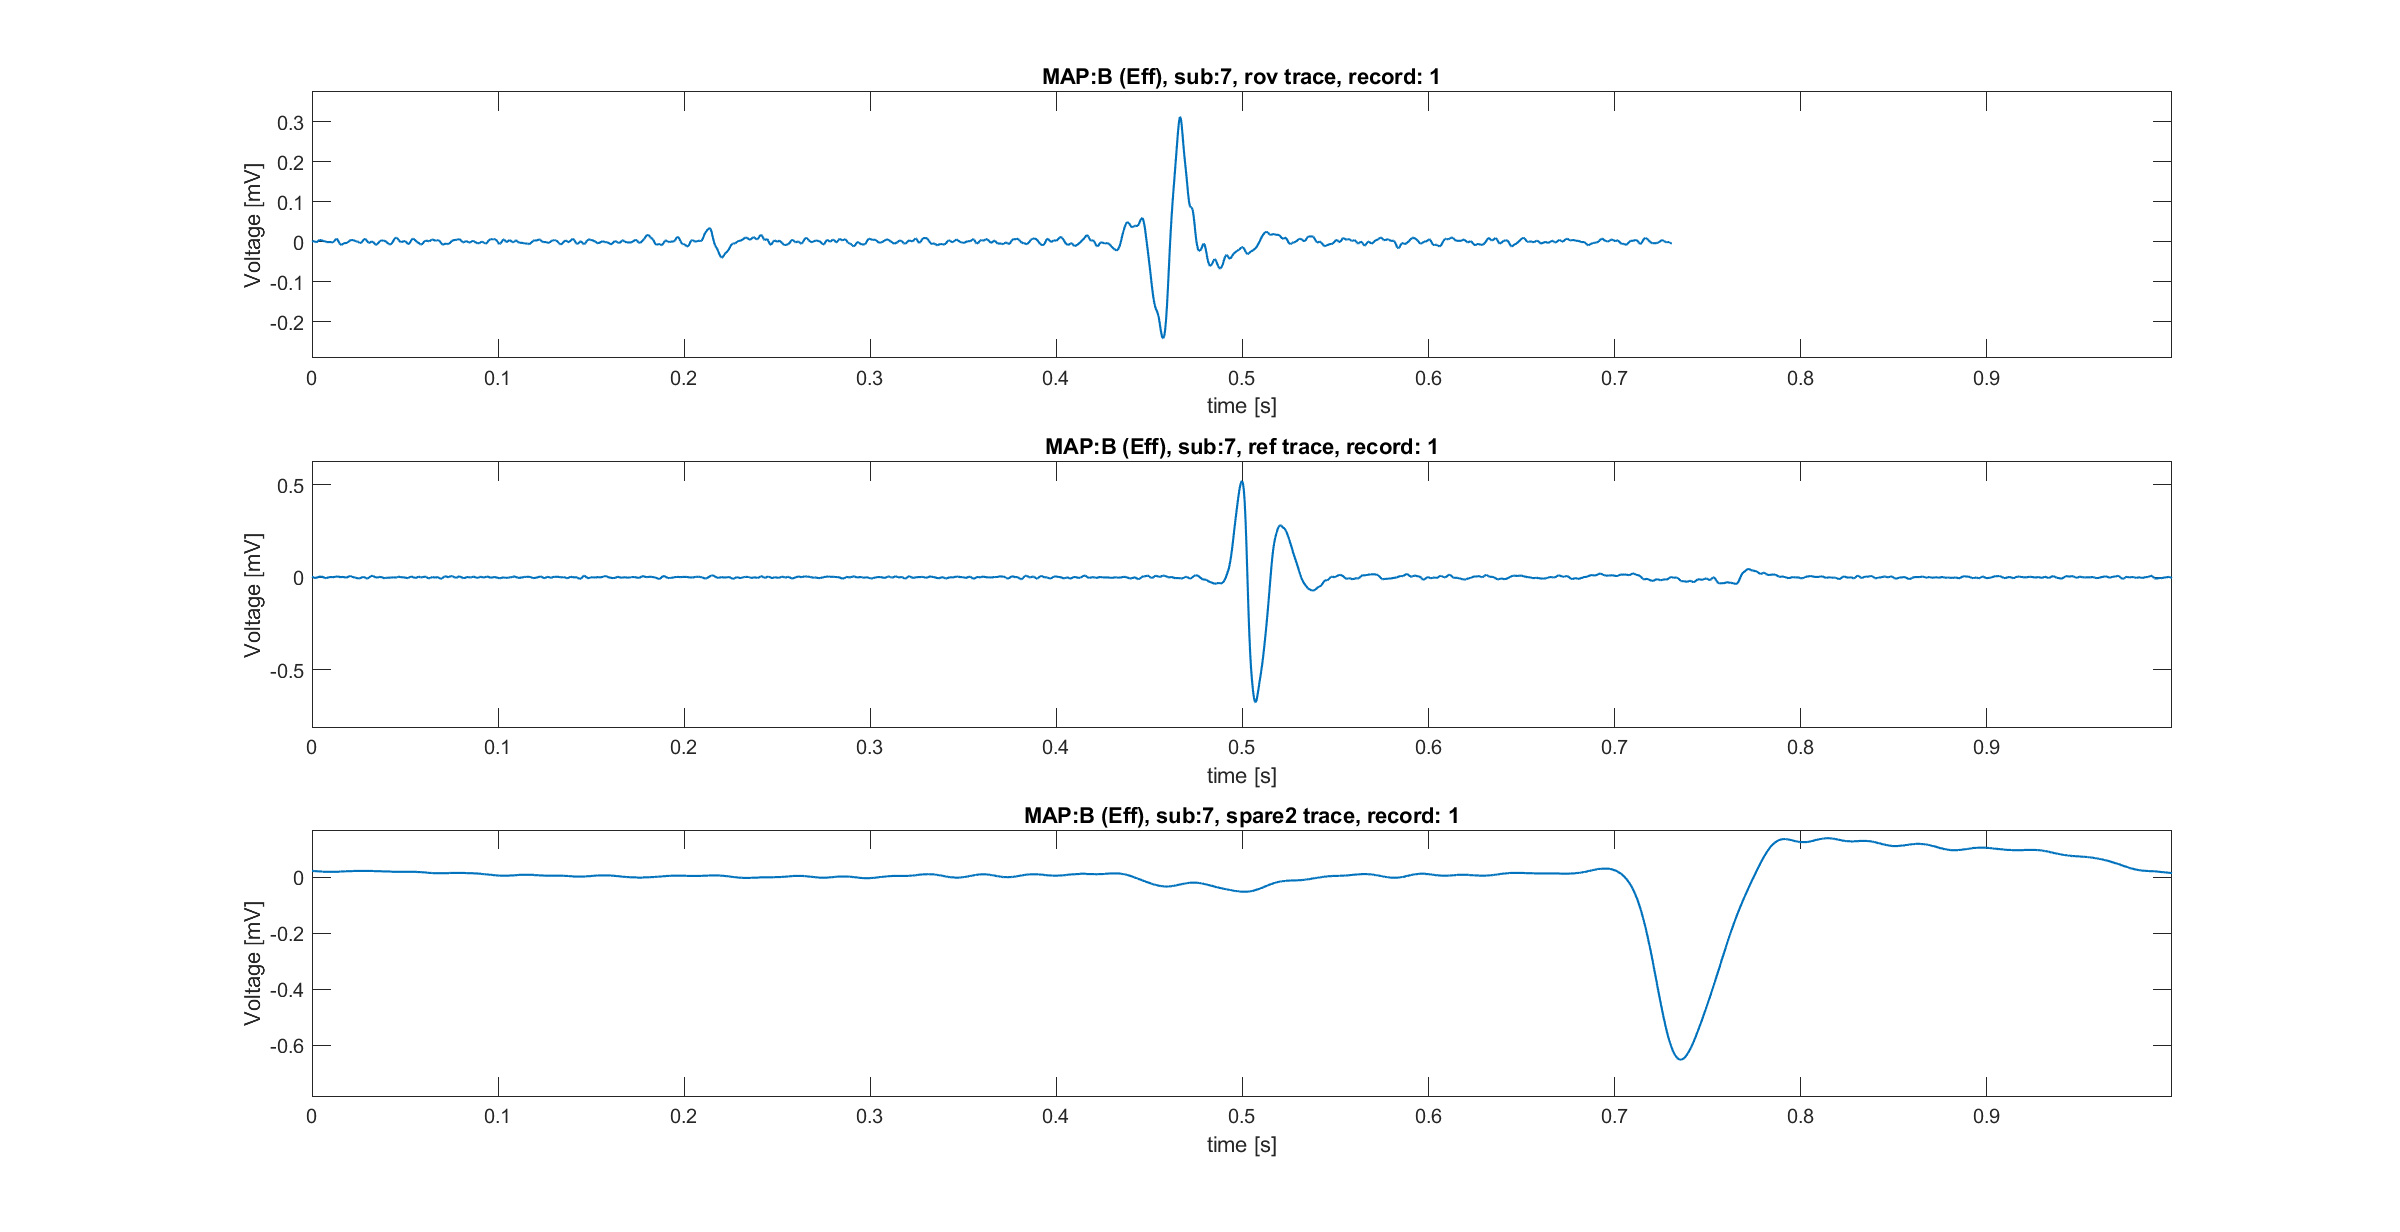 MAP:B (Eff), sub:7, rov trace, record: 1
Voltage [mV]
0.3
0.2
0.1
0
-0.1
-0.2
0 0.1 0.2 0.3 0.4 0.5 0.6 0.7 0.8 0.9
time [s]
MAP:B (Eff), sub:7, ref trace, record: 1
Voltage [mV]
0.5
0
-0.5
0 0.1 0.2 0.3 0.4 0.5 0.6 0.7 0.8 0.9
time [s]
MAP:B (Eff), sub:7, spare2 trace, record: 1
Voltage [mV]
0
-0.2
-0.4
-0.6
0 0.1 0.2 0.3 0.4 0.5 0.6 0.7 0.8 0.9
time [s]